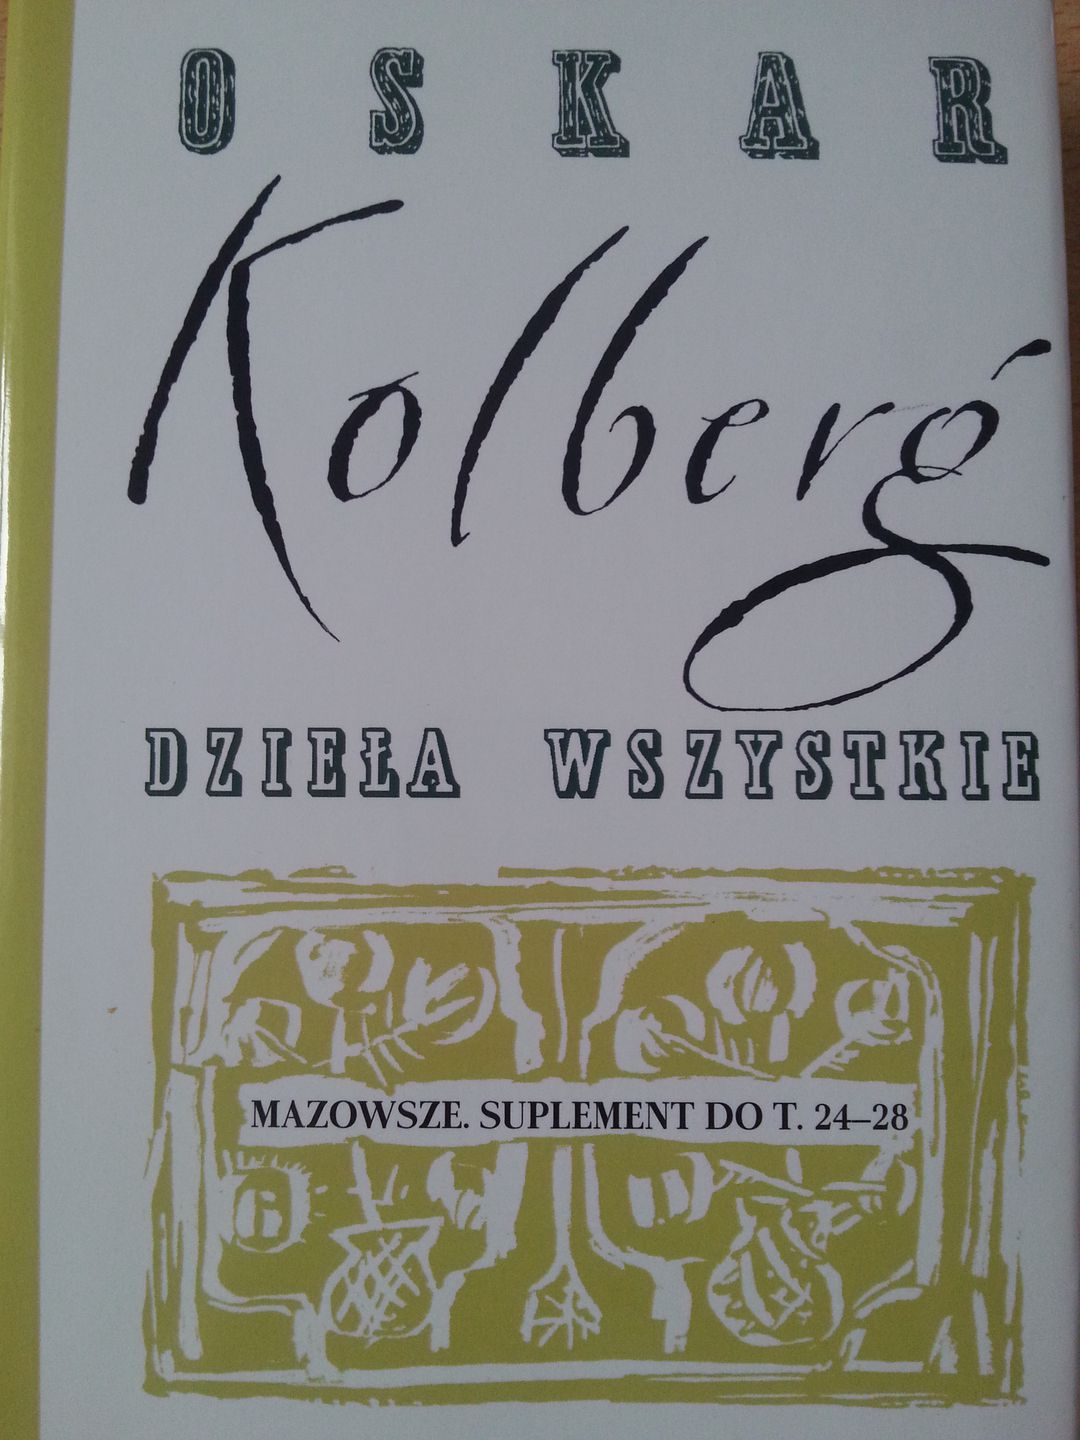 OSKAR
Kolberg
DZIEŁA WSZYSTKIE
MAZOWSZE. SUPLEMENT DO T. 24–28